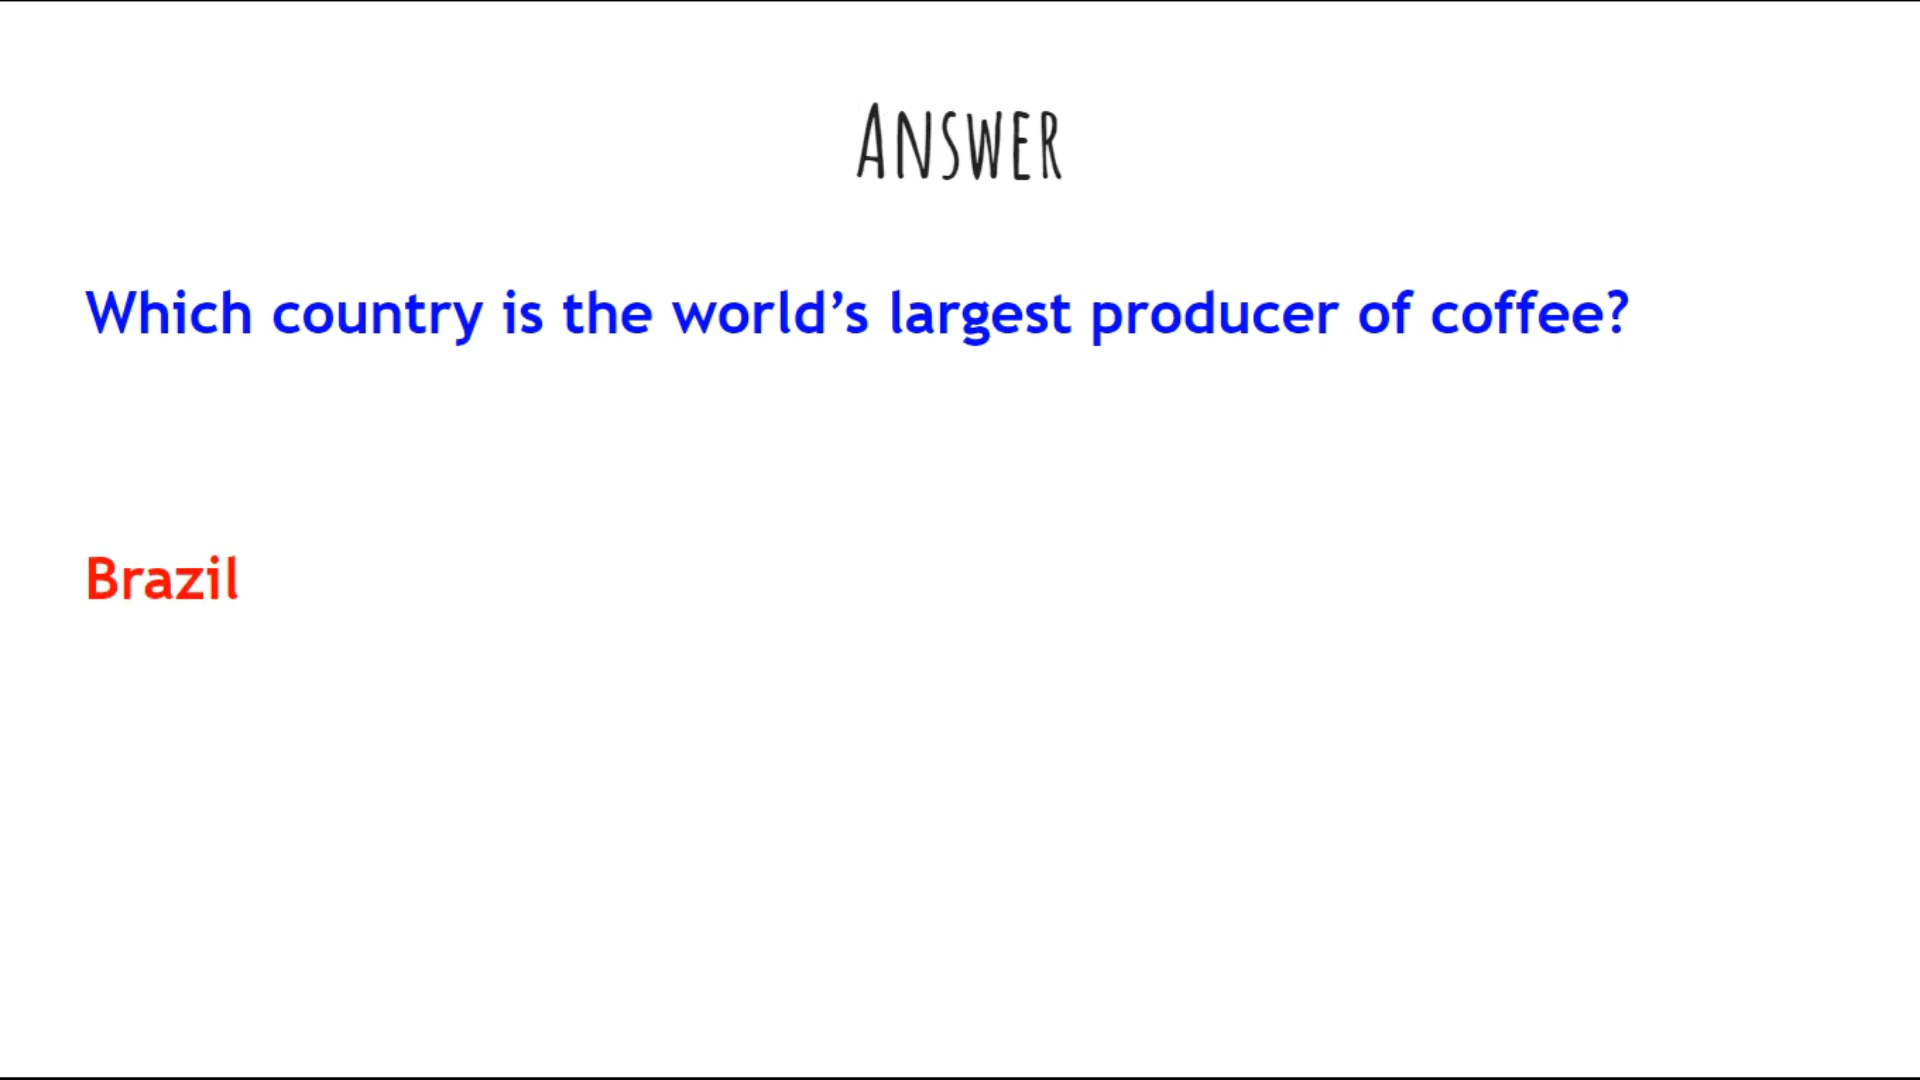 ANSWER
Which country is the world’s largest producer of coffee?
Brazil